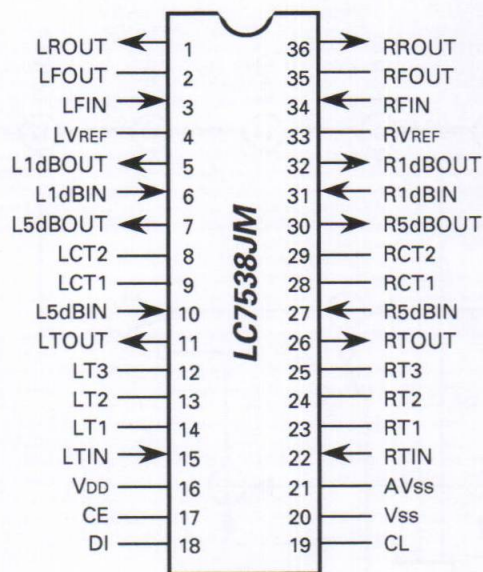 LROUT 1 36 RROUT
LFOUT 2 35 RFOUT
LFIN 3 34 RFIN
LVREF 4 33 RVREF
L1dBOUT 5 32 R1dBOUT
L1dBIN 6 31 R1dBIN
L5dBOUT 7 30 R5dBOUT
LCT2 8 29 RCT2
LCT1 9 28 RCT1
L5dBIN 10 27 R5dBIN
LTOUT 11 26 RTOUT
LT3 12 25 RT3
LT2 13 24 RT2
LT1 14 23 RT1
LTIN 15 22 RTIN
VDD 16 21 AVss
CE 17 20 Vss
DI 18 19 CL
LC7538JM